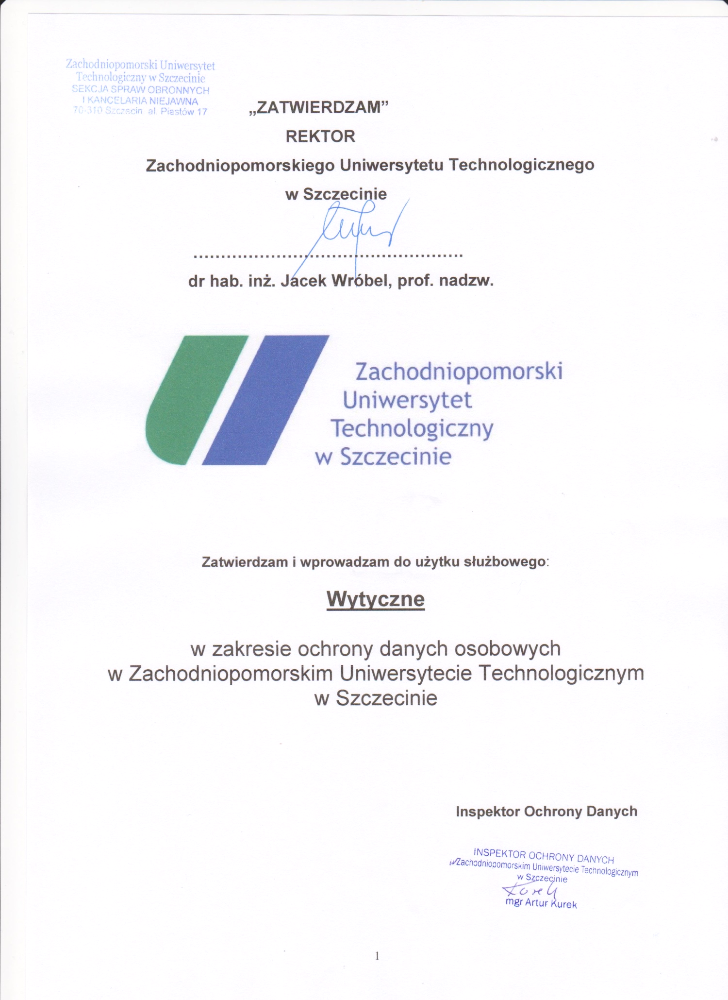 Zachodniopomorski Uniwersytet
Technologiczny w Szczecinie
SEKCJA SPRAW OBRONNYCH
I KANCELARIA NIEJAWNA
70-310 Szczecin al. Piastów 17
„ZATWIERDZAM”
REKTOR
Zachodniopomorskiego Uniwersytetu Technologicznego
w Szczecinie
................................................
dr hab. inż. Jacek Wróbel, prof. nadzw.
Zachodniopomorski
Uniwersytet
Technologiczny
w Szczecinie
Zatwierdzam i wprowadzam do użytku służbowego:
Wytyczne
w zakresie ochrony danych osobowych
w Zachodniopomorskim Uniwersytecie Technologicznym
w Szczecinie
Inspektor Ochrony Danych
INSPEKTOR OCHRONY DANYCH
w Zachodniopomorskim Uniwersytecie Technologicznym
w Szczecinie
mgr Artur Kurek
1